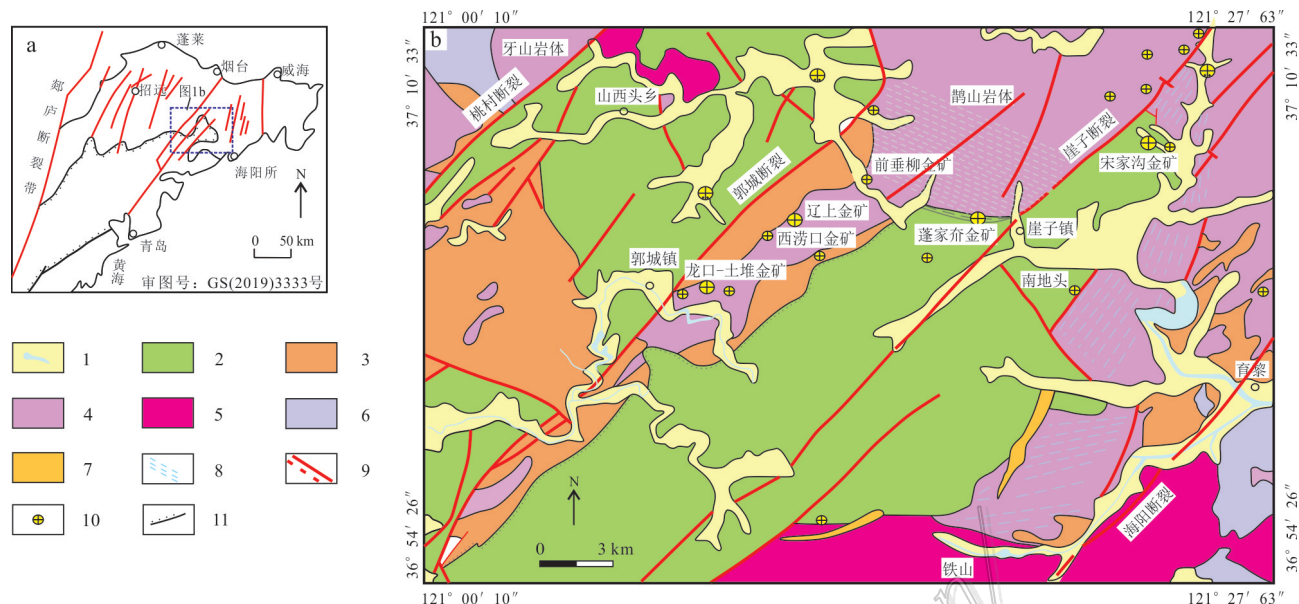 a
蓬莱
烟台
威海
招远
图1b
郯庐断裂带
海阳所
N
青岛
黄海
0 50 km
审图号：GS(2019)3333号
1
2
3
4
5
6
7
8
9
10
11
121° 00′ 10″
121° 27′ 63″
37° 10′ 33″
37° 10′ 33″
b
牙山岩体
桃村断裂
山西头乡
鹊山岩体
崖子断裂
宋家沟金矿
前垂柳金矿
郭城断裂
辽上金矿
西涝口金矿
蓬家夼金矿
崖子镇
郭城镇
龙口-土堆金矿
南地头
育黎
N
0 3 km
海阳断裂
铁山
36° 54′ 26″
36° 54′ 26″
121° 00′ 10″
121° 27′ 63″